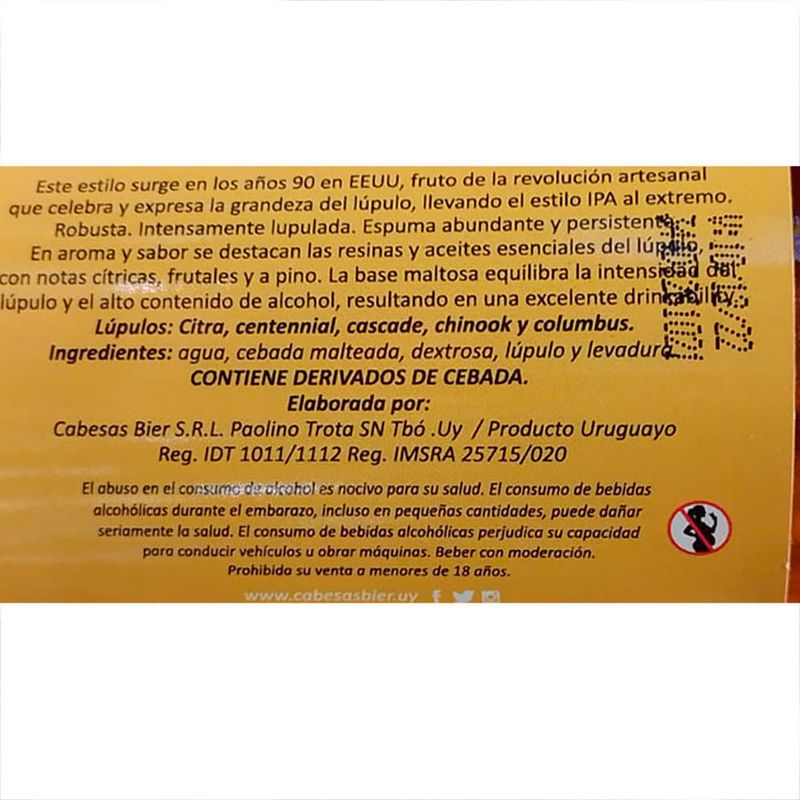 Este estilo surge en los años 90 en EEUU, fruto de la revolución artesanal
que celebra y expresa la grandeza del lúpulo, llevando el estilo IPA al extremo.
Robusta. Intensamente lupulada. Espuma abundante y persistente.
En aroma y sabor se destacan las resinas y aceites esenciales del lúpulo,
con notas cítricas, frutales y a pino. La base maltosa equilibra la intensidad del
lúpulo y el alto contenido de alcohol, resultando en una excelente drinkability.
Lúpulos: Citra, centennial, cascade, chinook y columbus.
Ingredientes: agua, cebada malteada, dextrosa, lúpulo y levadura.
CONTIENE DERIVADOS DE CEBADA.
Elaborada por:
Cabesas Bier S.R.L. Paolino Trota SN Tbó .Uy / Producto Uruguayo
Reg. IDT 1011/1112 Reg. IMSRA 25715/020
El abuso en el consumo de alcohol es nocivo para su salud. El consumo de bebidas
alcohólicas durante el embarazo, incluso en pequeñas cantidades, puede dañar
seriamente la salud. El consumo de bebidas alcohólicas perjudica su capacidad
para conducir vehículos u obrar máquinas. Beber con moderación.
Prohibida su venta a menores de 18 años.
www.cabesasbier.uy